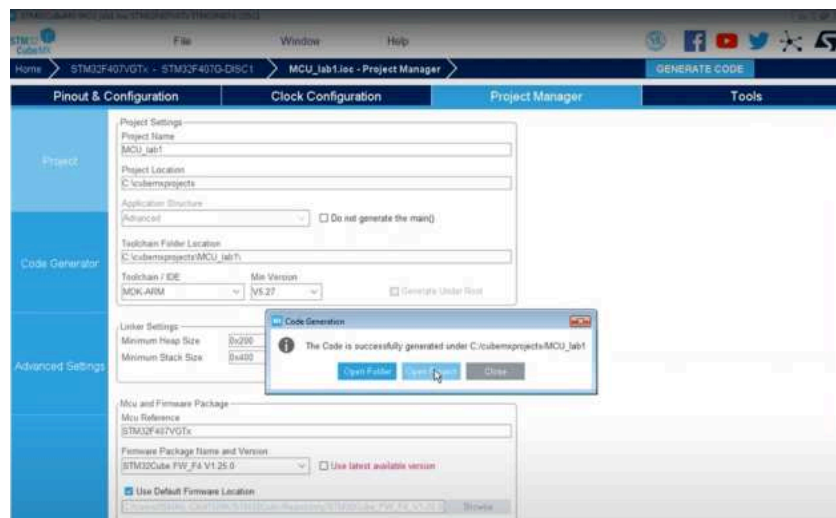 STM32 CubeMX
File Window Help
Home STM32F407VGTx - STM32F407G-DISC1 MCU_lab1.ioc - Project Manager GENERATE CODE
Pinout & Configuration Clock Configuration Project Manager Tools
Project
Code Generator
Advanced Settings
Project Settings
Project Name
MCU_lab1
Project Location
C:\cubemxprojects
Application Structure
Advanced Do not generate the main()
Toolchain Folder Location
C:\cubemxprojects\MCU_lab1\
Toolchain / IDE Min Version
MDK-ARM V5.27 Generate Under Root
Linker Settings
Minimum Heap Size 0x200
Minimum Stack Size 0x400
Code Generation
The Code is successfully generated under C:/cubemxprojects/MCU_lab1
Open Folder Open Project Close
Mcu and Firmware Package
Mcu Reference
STM32F407VGTx
Firmware Package Name and Version
STM32Cube FW_F4 V1.25.0 Use latest available version
Use Default Firmware Location
Browse